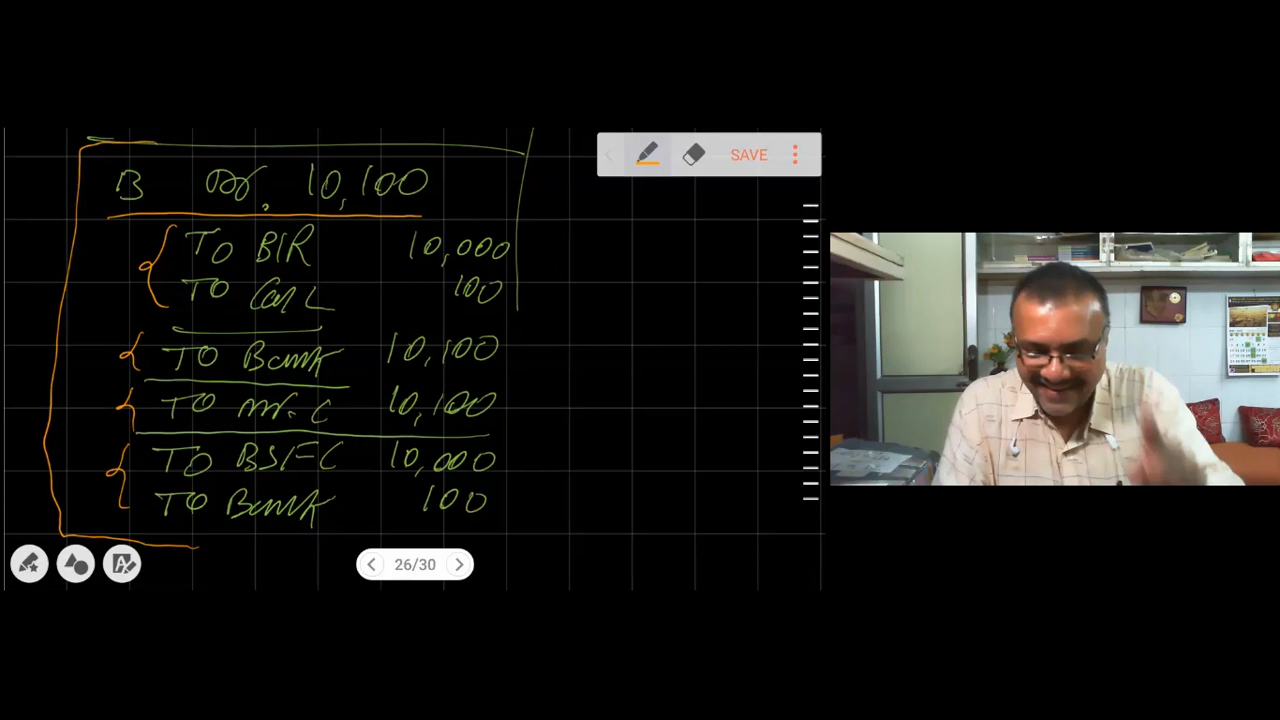 B Dr. 10,100
TO B/R 10,000
TO Cash 100
TO Bank 10,100
TO Mr. C 10,100
TO BSFC 10,000
TO Bank 100
SAVE
26/30